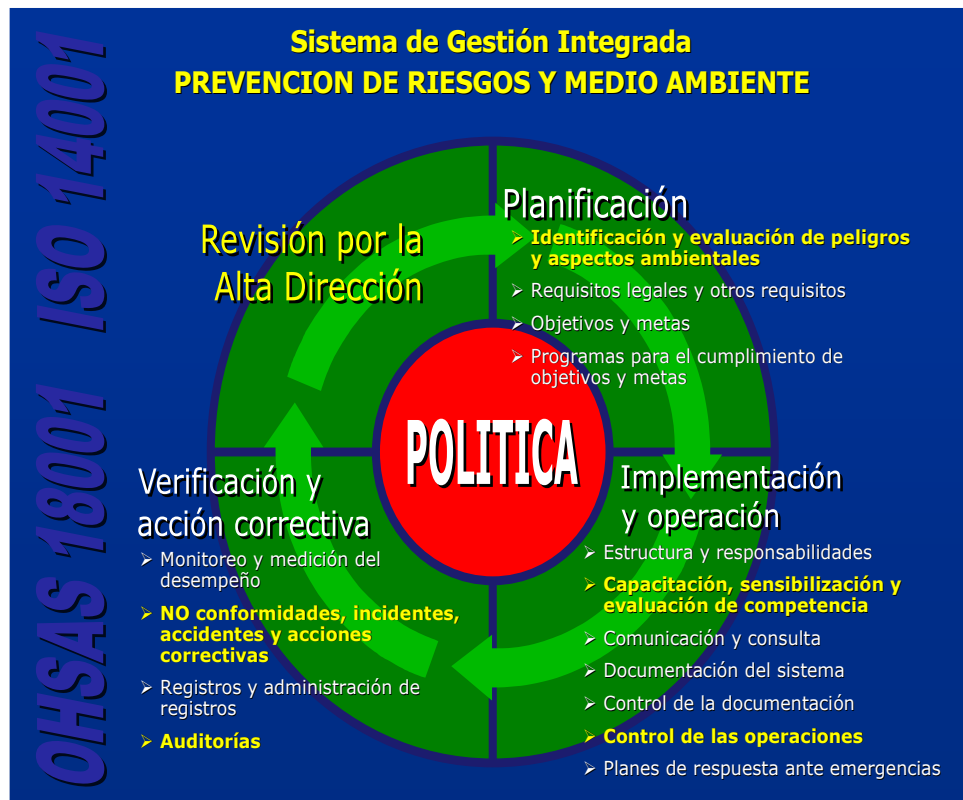 Sistema de Gestión Integrada
PREVENCION DE RIESGOS Y MEDIO AMBIENTE
OHSAS 18001 ISO 14001
Revisión por la
Alta Dirección
Planificación
➢ Identificación y evaluación de peligros
y aspectos ambientales
➢ Requisitos legales y otros requisitos
➢ Objetivos y metas
➢ Programas para el cumplimiento de
objetivos y metas
POLITICA
Verificación y
acción correctiva
➢ Monitoreo y medición del
desempeño
➢ NO conformidades, incidentes,
accidentes y acciones
correctivas
➢ Registros y administración de
registros
➢ Auditorías
Implementación
y operación
➢ Estructura y responsabilidades
➢ Capacitación, sensibilización y
evaluación de competencia
➢ Comunicación y consulta
➢ Documentación del sistema
➢ Control de la documentación
➢ Control de las operaciones
➢ Planes de respuesta ante emergencias